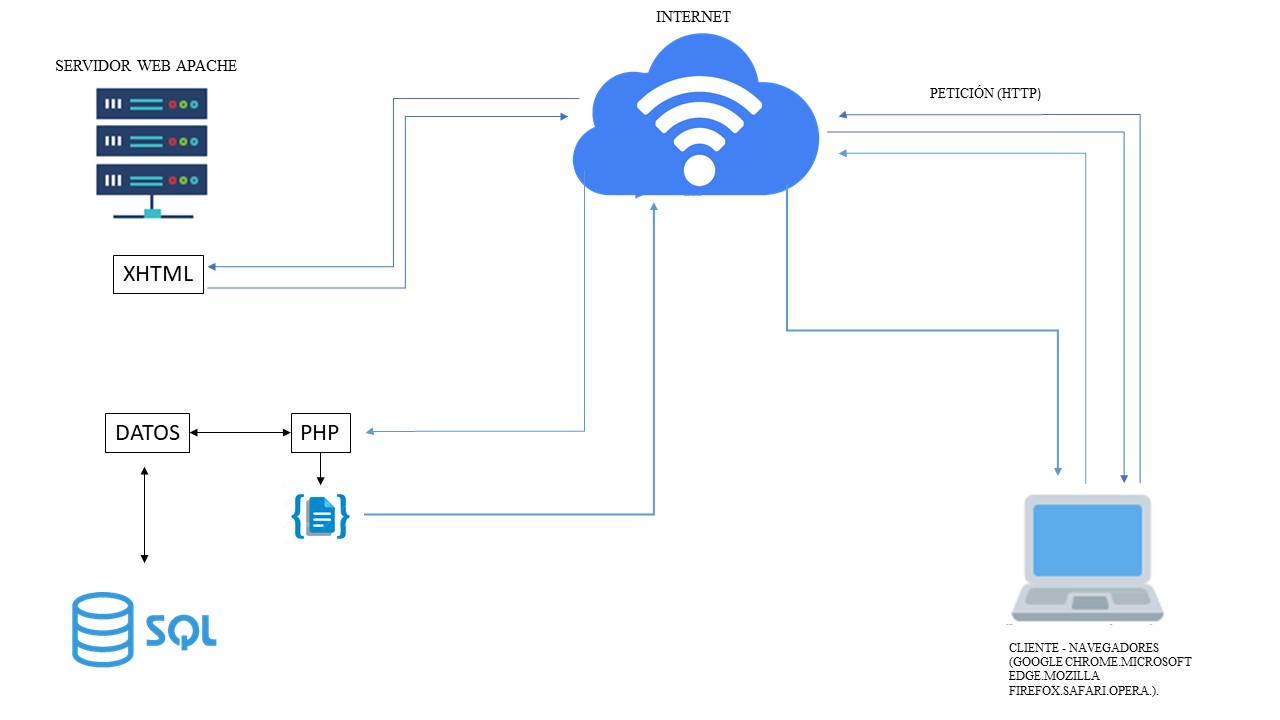 INTERNET
SERVIDOR WEB APACHE
PETICIÓN (HTTP)
XHTML
DATOS
PHP
SQL
CLIENTE - NAVEGADORES
(GOOGLE CHROME.MICROSOFT
EDGE.MOZILLA
FIREFOX.SAFARI.OPERA.).